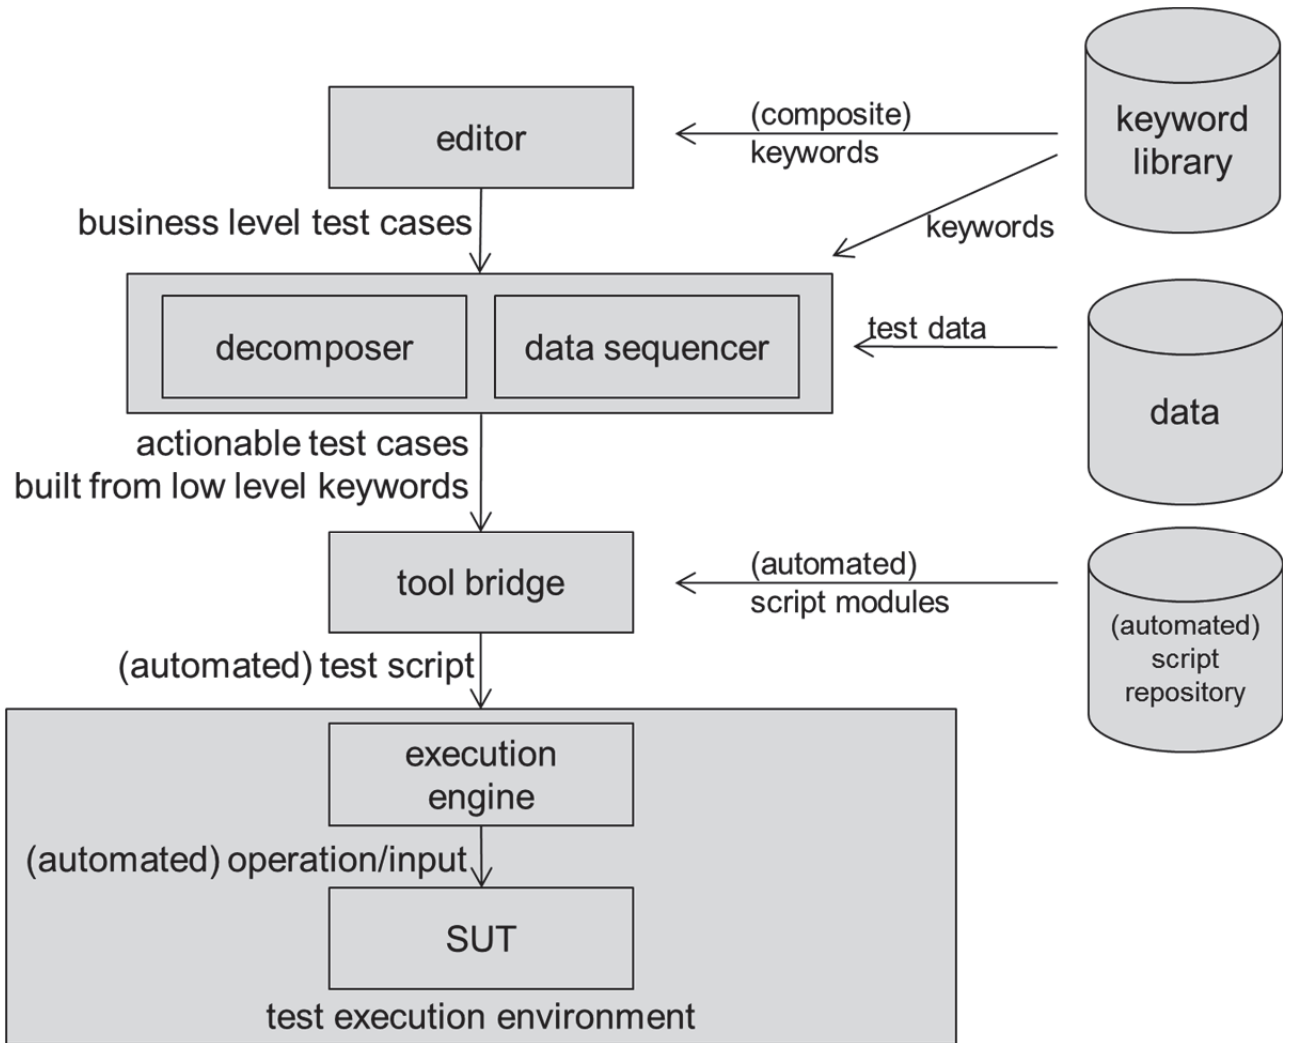 editor
(composite)
keywords
keyword
library
business level test cases
keywords
decomposer
data sequencer
test data
data
actionable test cases
built from low level keywords
tool bridge
(automated)
script modules
(automated)
script
repository
(automated) test script
execution
engine
(automated) operation/input
SUT
test execution environment